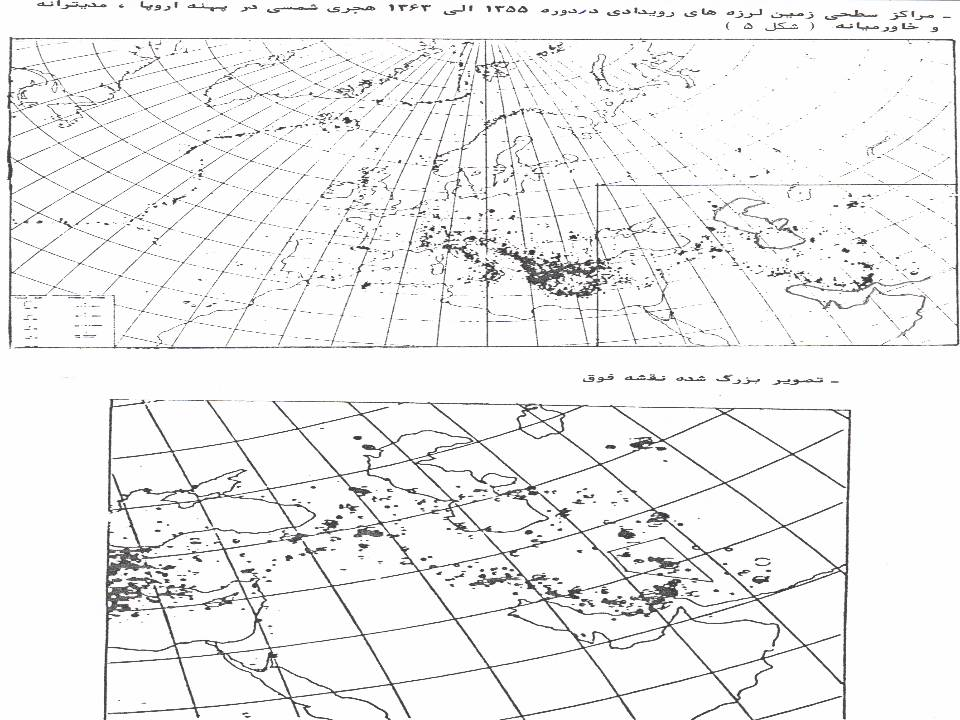 ـ مراکز سطحی زمین لرزه های رویدادی در دوره ۱۳۵۵ الی ۱۳۶۳ هجری شمسی در پهنه اروپا ، مدیترانه
و خاورمیانه ( شکل ۵ )
ـ تصویر بزرگ شده نقشه فوق